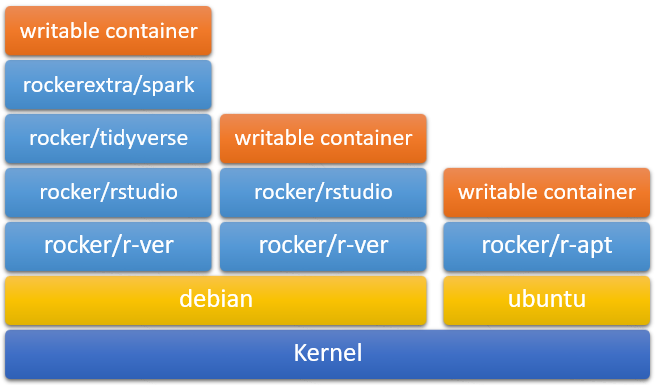 writable container
rockerextra/spark
rocker/tidyverse
writable container
rocker/rstudio
rocker/rstudio
writable container
rocker/r-ver
rocker/r-ver
rocker/r-apt
debian
ubuntu
Kernel